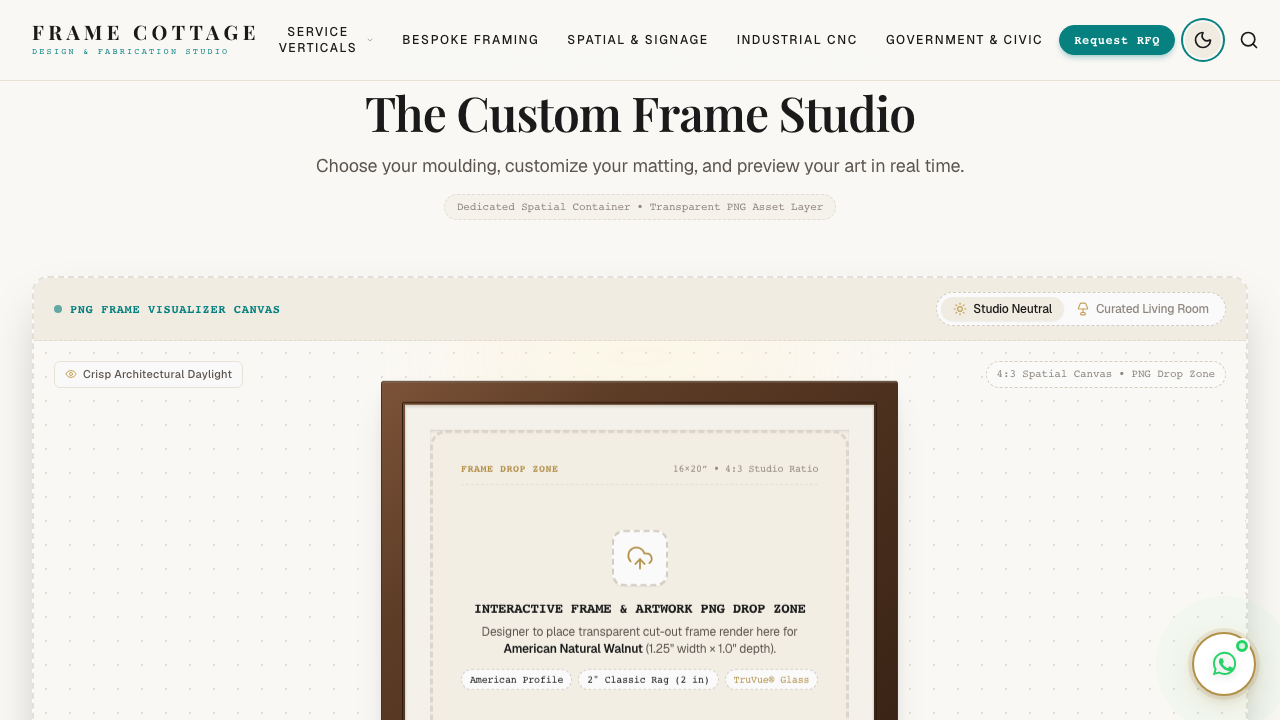 FRAME COTTAGE
DESIGN & FABRICATION STUDIO
SERVICE
VERTICALS
BESPOKE FRAMING
SPATIAL & SIGNAGE
INDUSTRIAL CNC
GOVERNMENT & CIVIC
Request RFQ
The Custom Frame Studio
Choose your moulding, customize your matting, and preview your art in real time.
Dedicated Spatial Container • Transparent PNG Asset Layer
PNG FRAME VISUALIZER CANVAS
Studio Neutral
Curated Living Room
Crisp Architectural Daylight
4:3 Spatial Canvas • PNG Drop Zone
FRAME DROP ZONE
16×20″ • 4:3 Studio Ratio
INTERACTIVE FRAME & ARTWORK PNG DROP ZONE
Designer to place transparent cut-out frame render here for
American Natural Walnut (1.25" width × 1.0" depth).
American Profile
2" Classic Rag (2 in)
TruVue® Glass